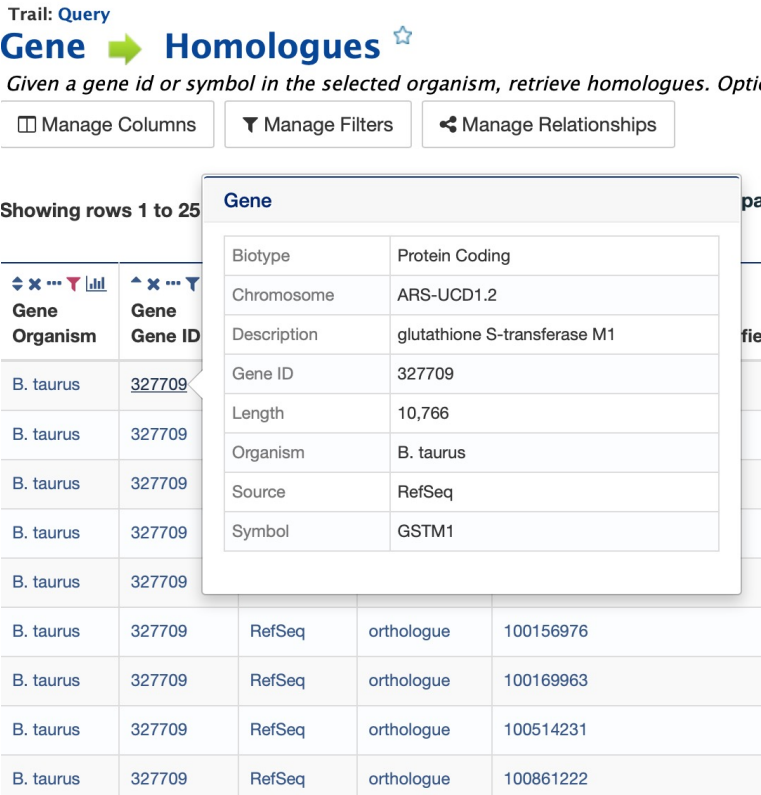 Trail: Query
Gene Homologues
Given a gene id or symbol in the selected organism, retrieve homologues.
Manage Columns Manage Filters Manage Relationships
Showing rows 1 to 25
Gene
Biotype Protein Coding
Chromosome ARS-UCD1.2
Description glutathione S-transferase M1
Gene ID 327709
Length 10,766
Organism B. taurus
Source RefSeq
Symbol GSTM1
Gene Organism
Gene Gene ID
B. taurus 327709
B. taurus 327709
B. taurus 327709
B. taurus 327709
B. taurus 327709
B. taurus 327709 RefSeq orthologue 100156976
B. taurus 327709 RefSeq orthologue 100169963
B. taurus 327709 RefSeq orthologue 100514231
B. taurus 327709 RefSeq orthologue 100861222